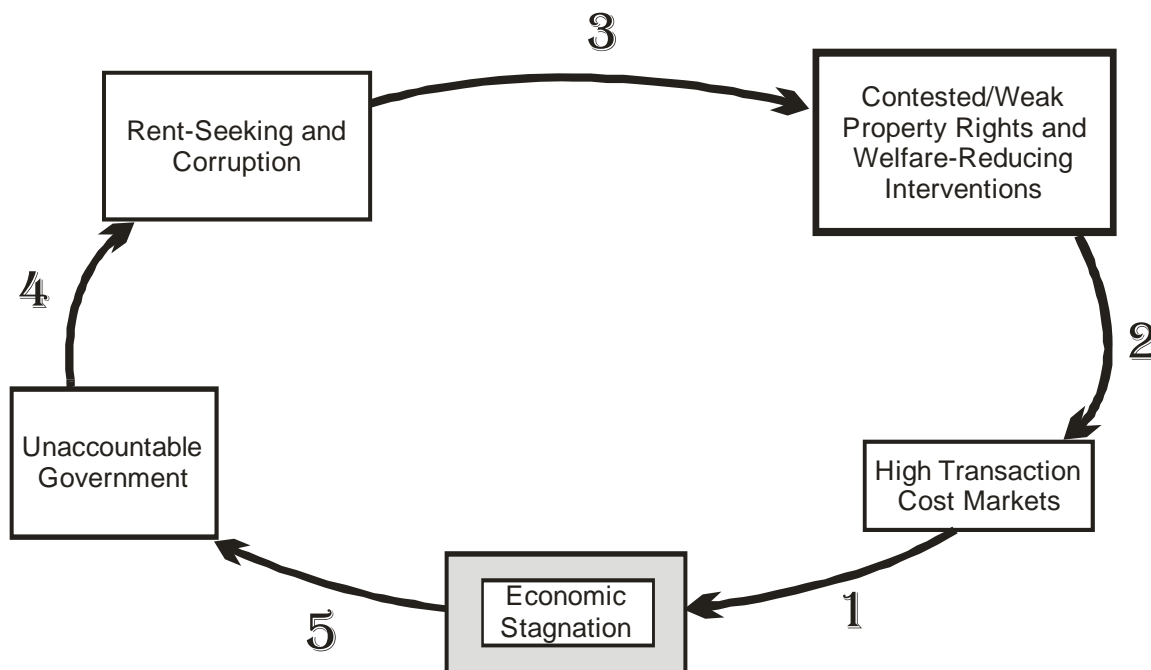 3
Rent-Seeking and
Corruption
Contested/Weak
Property Rights and
Welfare-Reducing
Interventions
4
2
Unaccountable
Government
High Transaction
Cost Markets
Economic
Stagnation
5
1